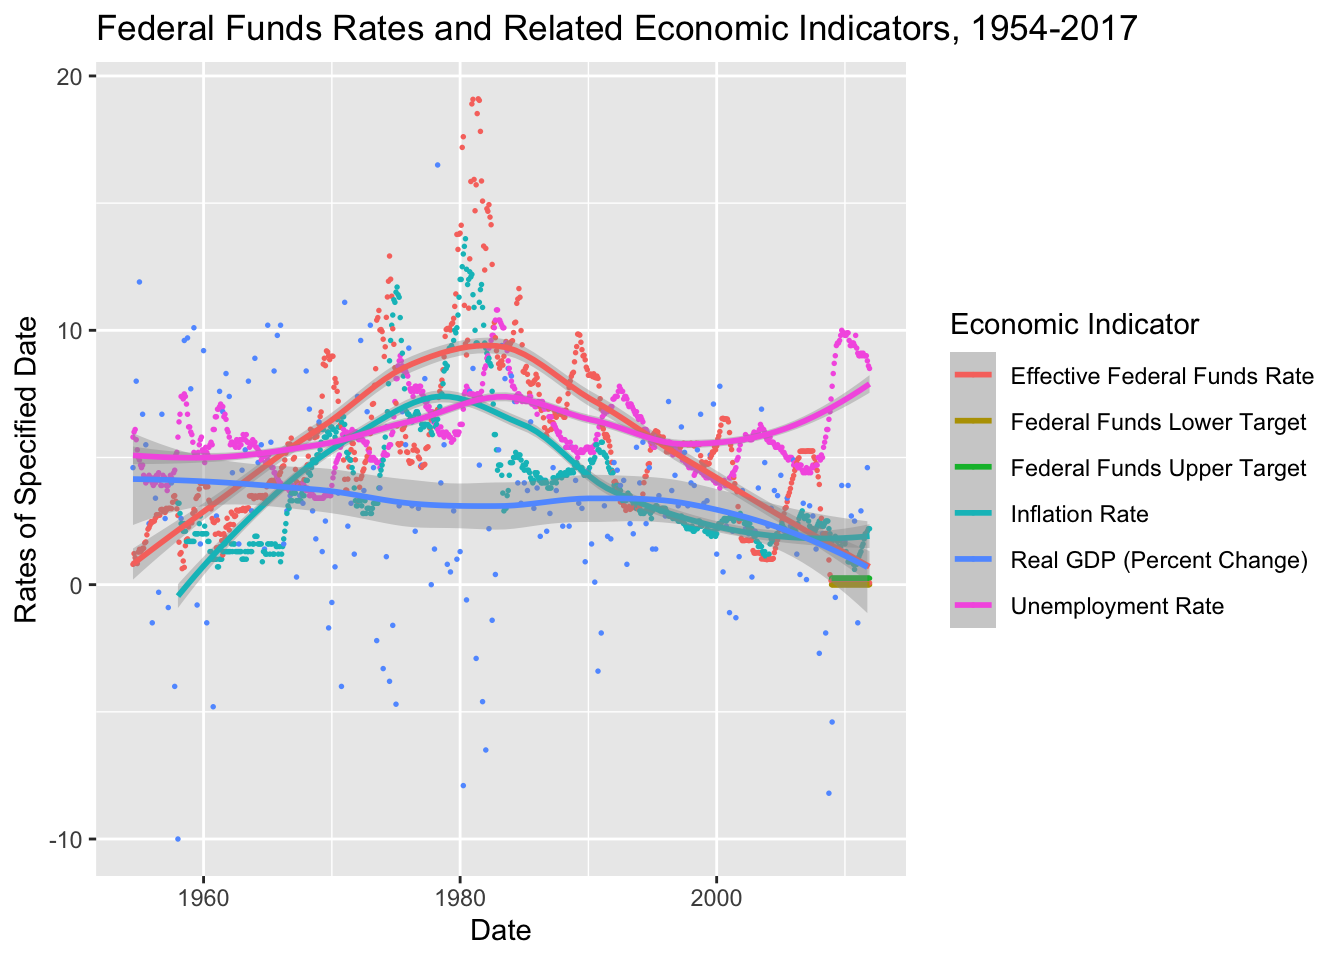 Federal Funds Rates and Related Economic Indicators, 1954-2017
20
10
0
-10
1960
1980
2000
Date
Rates of Specified Date
Economic Indicator
Effective Federal Funds Rate
Federal Funds Lower Target
Federal Funds Upper Target
Inflation Rate
Real GDP (Percent Change)
Unemployment Rate